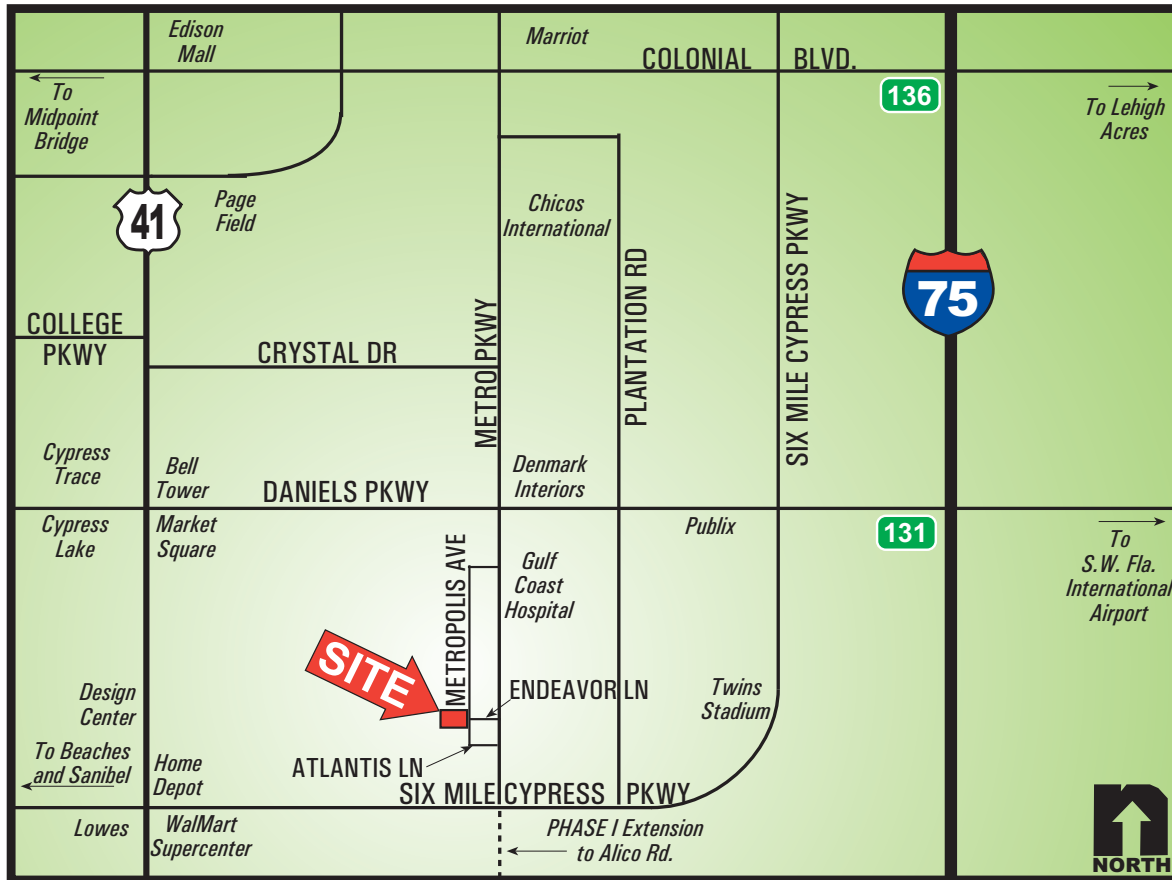 Edison
Mall
Marriot
COLONIAL BLVD.
To
Midpoint
Bridge
136
To Lehigh
Acres
41
Page
Field
Chicos
International
PLANTATION RD
SIX MILE CYPRESS PKWY
75
COLLEGE
PKWY
CRYSTAL DR
METRO PKWY
Cypress
Trace
Bell
Tower
DANIELS PKWY
Denmark
Interiors
Cypress
Lake
Market
Square
Publix
131
To
S.W. Fla.
International
Airport
METROPOLIS AVE
Gulf
Coast
Hospital
SITE
ENDEAVOR LN
Twins
Stadium
Design
Center
To Beaches
and Sanibel
Home
Depot
ATLANTIS LN
SIX MILE CYPRESS PKWY
Lowes
WalMart
Supercenter
PHASE I Extension
to Alico Rd.
n
NORTH